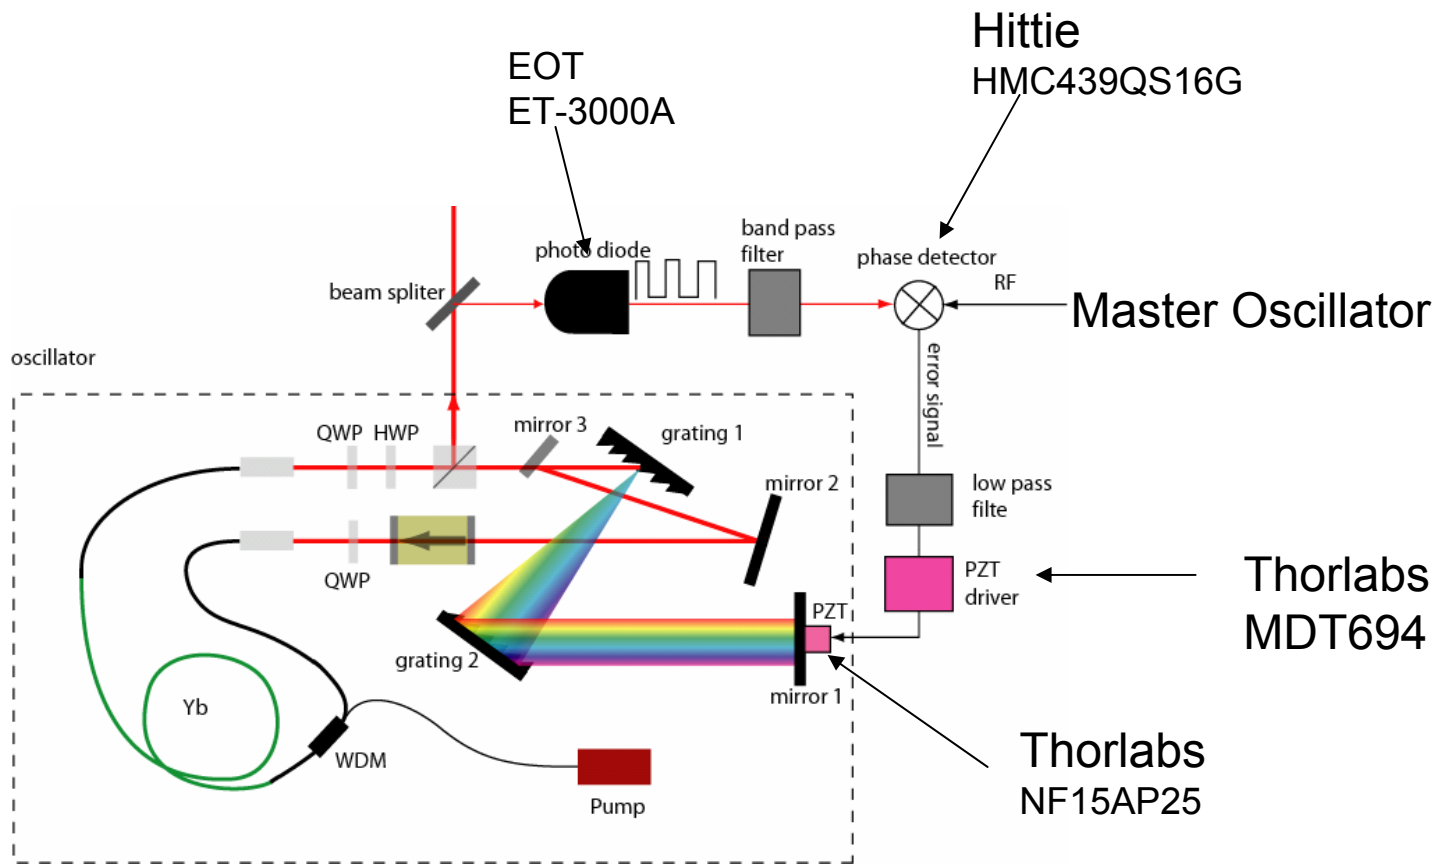 Hittie
HMC439QS16G
EOT
ET-3000A
band pass
filter
photo diode
phase detector
RF
beam spliter
Master Oscillator
oscillator
error signal
mirror 3
grating 1
QWP
HWP
mirror 2
low pass
filte
QWP
PZT
driver
Thorlabs
MDT694
PZT
grating 2
mirror 1
Yb
WDM
Thorlabs
NF15AP25
Pump